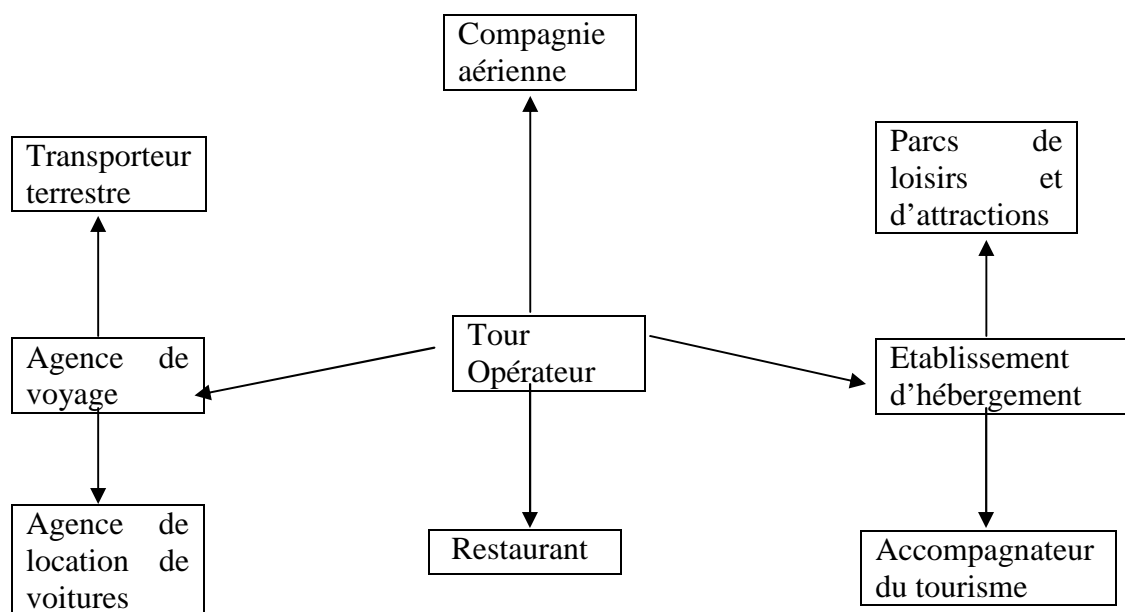 Compagnie
aérienne
Transporteur
terrestre
Parcs de
loisirs et
d’attractions
Agence de
voyage
Tour
Opérateur
Etablissement
d’hébergement
Agence de
location de
voitures
Restaurant
Accompagnateur
du tourisme